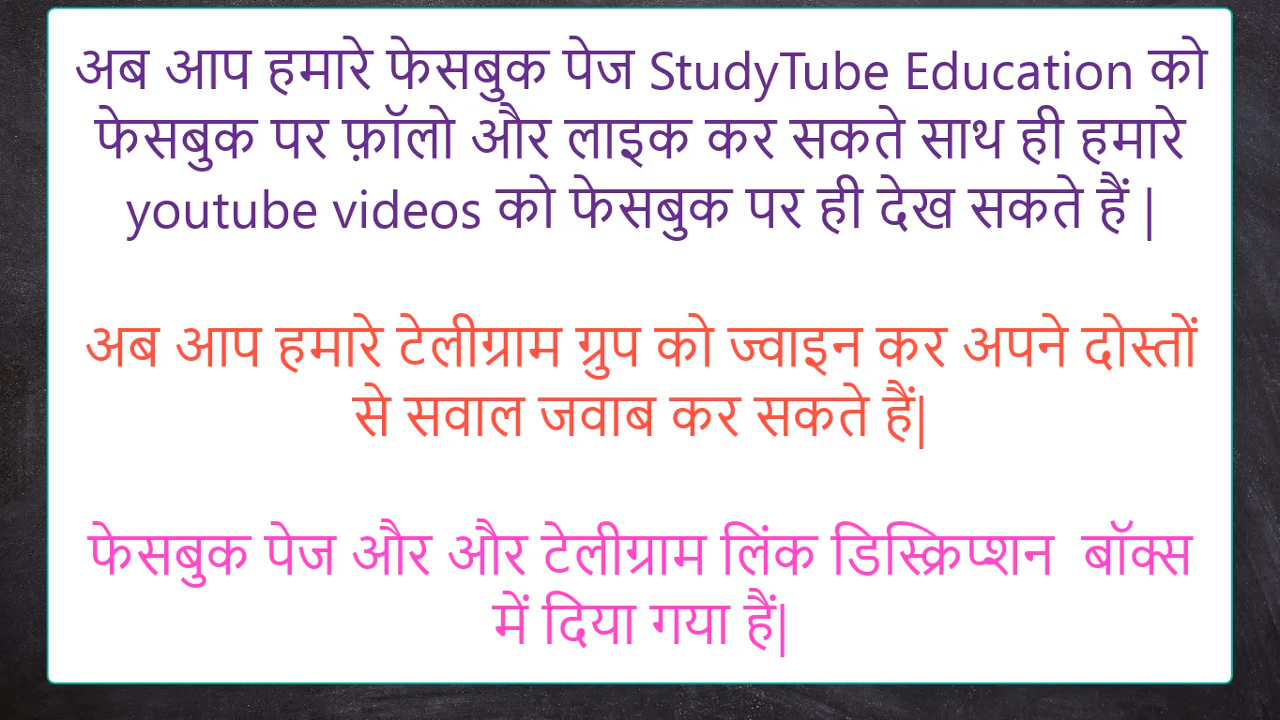 अब आप हमारे फेसबुक पेज StudyTube Education को
फेसबुक पर फ़ॉलो और लाइक कर सकते साथ ही हमारे
youtube videos को फेसबुक पर ही देख सकते हैं |
अब आप हमारे टेलीग्राम ग्रुप को ज्वाइन कर अपने दोस्तों
से सवाल जवाब कर सकते हैं|
फेसबुक पेज और और टेलीग्राम लिंक डिस्क्रिप्शन बॉक्स
में दिया गया हैं|